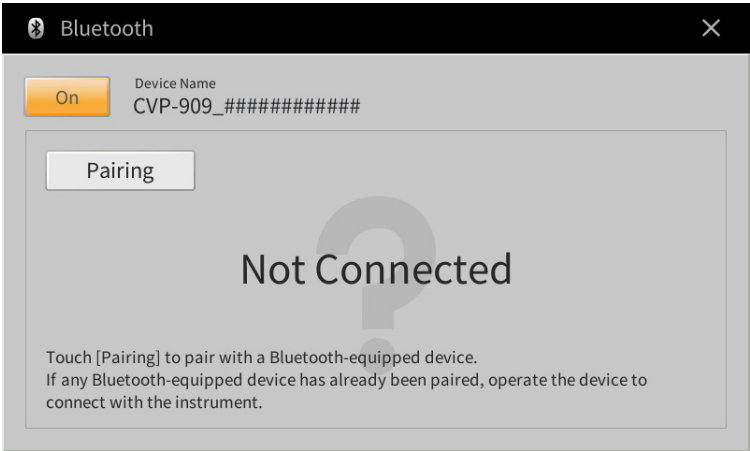 Bluetooth
On
Device Name
CVP-909_############
Pairing
Not Connected
Touch [Pairing] to pair with a Bluetooth-equipped device.
If any Bluetooth-equipped device has already been paired, operate the device to
connect with the instrument.